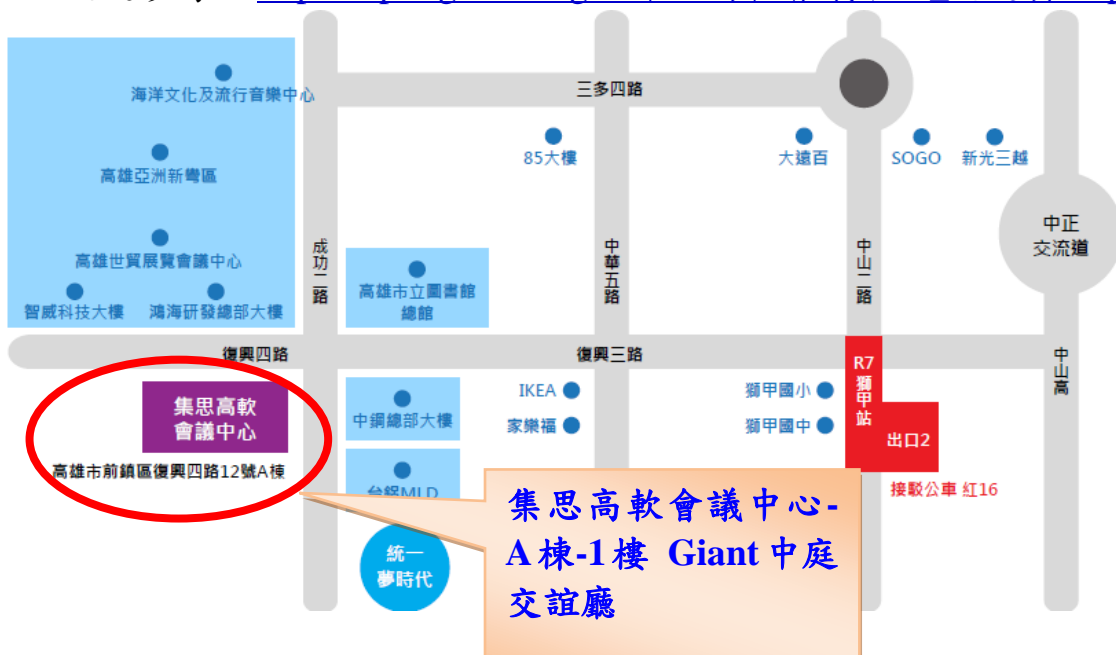 三多四路
海洋文化及流行音樂中心
85大樓
大遠百
SOGO
新光三越
高雄亞洲新彎區
中正
交流道
高雄世貿展覽會議中心
成功二路
中華五路
中山二路
高雄市立圖書館
總館
智威科技大樓
鴻海研發總部大樓
復興四路
復興三路
R7
獅甲站
中山高
集思高軟
會議中心
中鋼總部大樓
IKEA
家樂福
獅甲國小
獅甲國中
出口2
高雄市前鎮區復興四路12號A棟
台鋁MLD
接駁公車 紅16
集思高軟會議中心-
A棟-1樓 Giant中庭
交誼廳
統一
夢時代